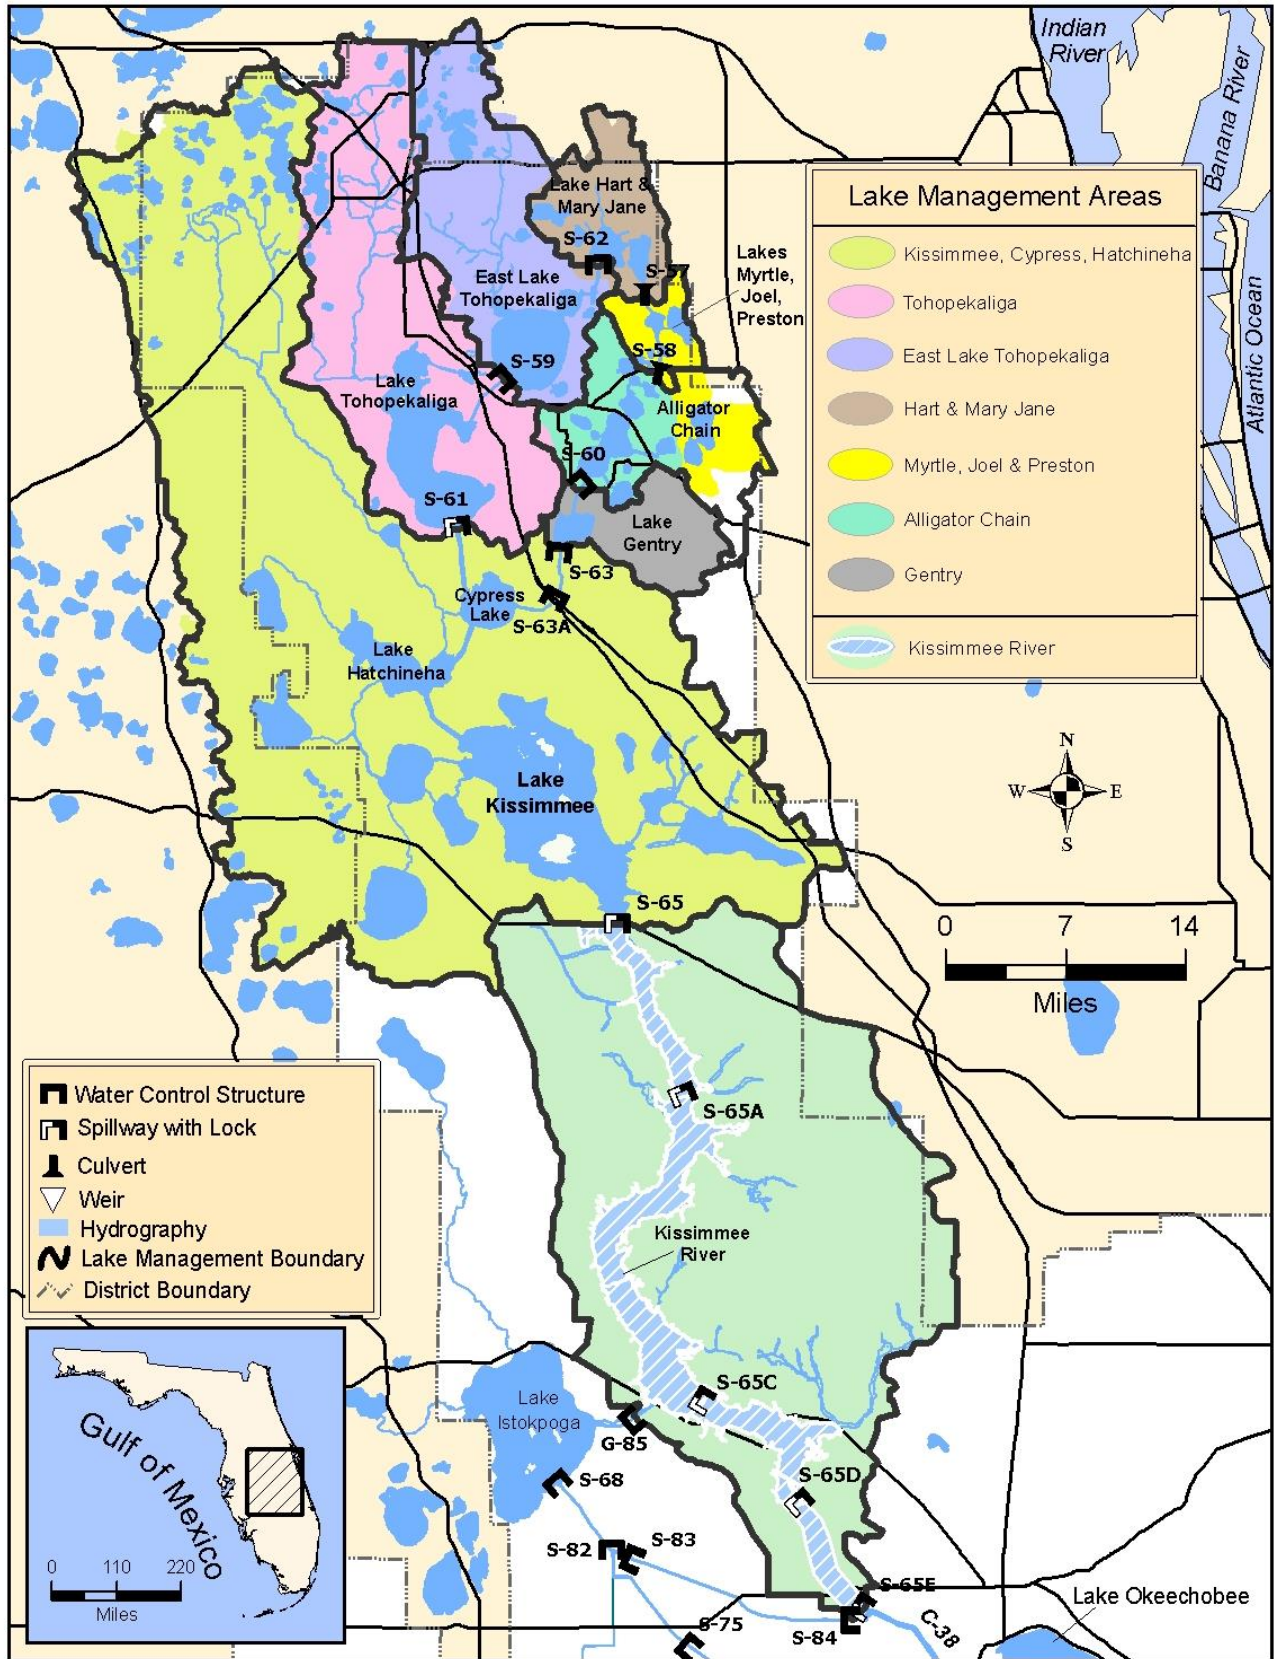 Indian
River
Banana River
Atlantic Ocean
Lake Management Areas
Kissimmee, Cypress, Hatchineha
Tohopekaliga
East Lake Tohopekaliga
Hart & Mary Jane
Myrtle, Joel & Preston
Alligator Chain
Gentry
Kissimmee River
Lake Hart &
Mary Jane
S-62
S-57
Lakes
Myrtle,
Joel,
Preston
East Lake
Tohopekaliga
S-58
S-59
Lake
Tohopekaliga
Alligator
Chain
S-60
S-61
Lake
Gentry
S-63
Cypress
Lake
S-63A
Lake
Hatchineha
Lake
Kissimmee
N
W
E
S
S-65
0 7 14
Miles
Water Control Structure
Spillway with Lock
Culvert
Weir
Hydrography
Lake Management Boundary
District Boundary
S-65A
Kissimmee
River
S-65C
Lake
Istokpoga
G-85
S-68
S-65D
S-82
S-83
S-65E
S-75
S-84
C-38
Lake Okeechobee
Gulf of Mexico
0 110 220
Miles